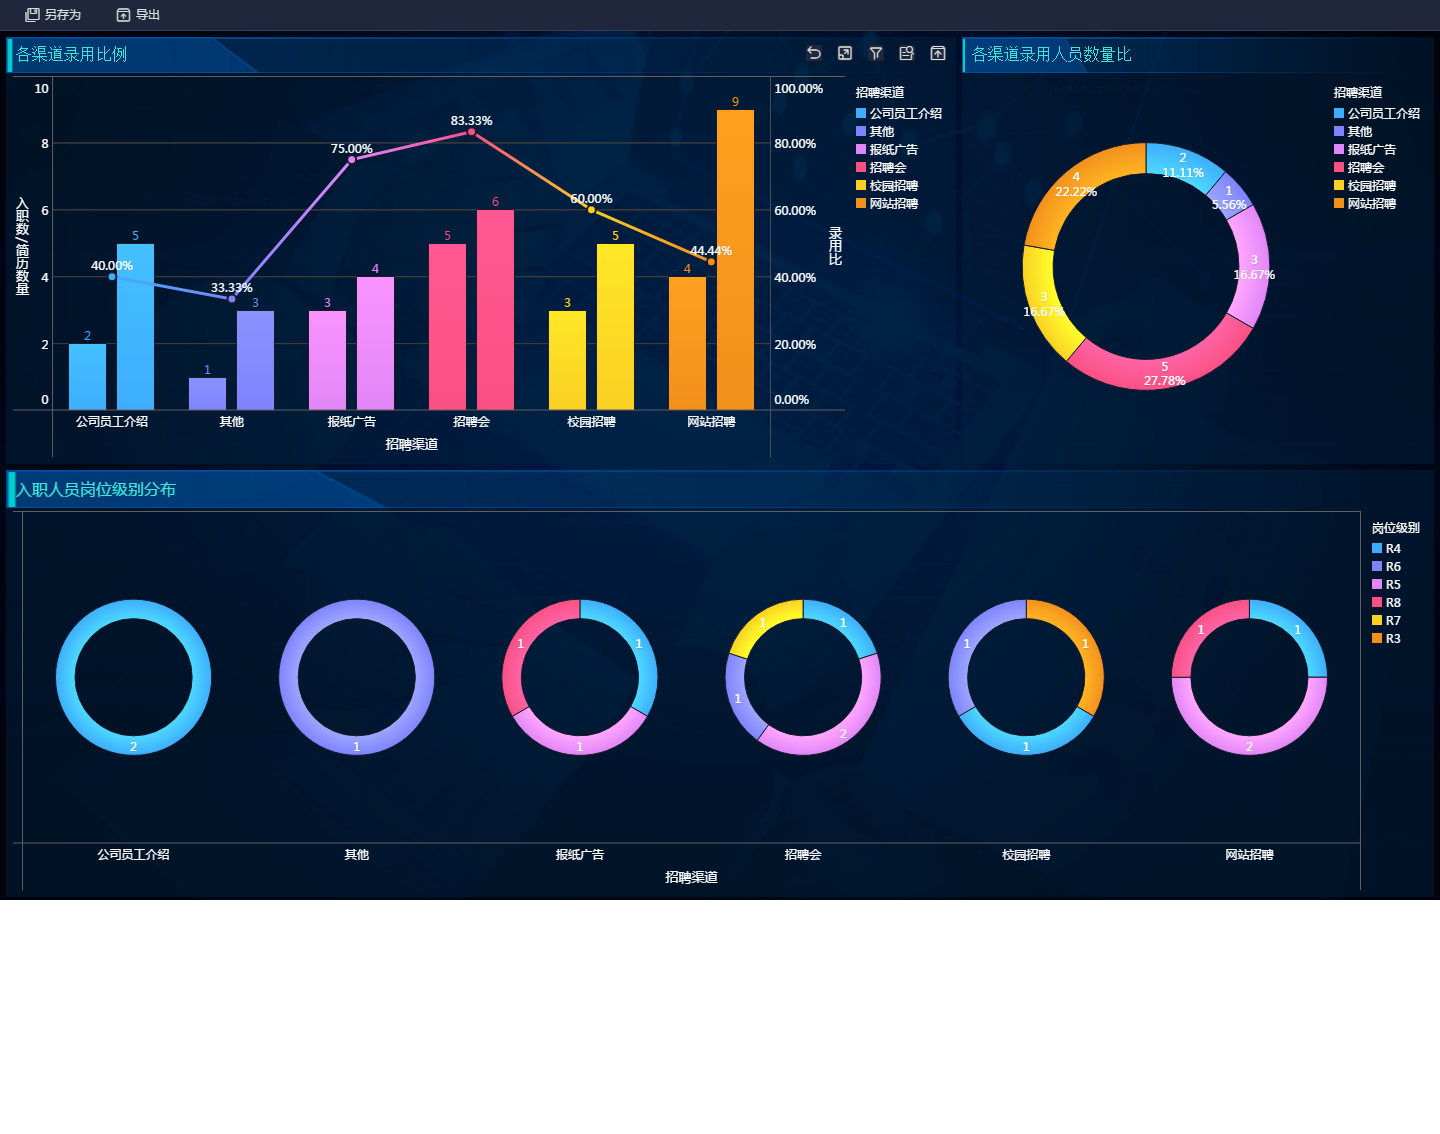 另存为
导出
各渠道录用比例
10
8
6
4
2
0
入职数/简历数量
100.00%
80.00%
60.00%
40.00%
20.00%
0.00%
录用比
40.00%
33.33%
75.00%
83.33%
60.00%
44.44%
2
5
1
3
3
4
5
6
3
5
4
9
公司员工介绍
其他
报纸广告
招聘会
校园招聘
网站招聘
招聘渠道
招聘渠道
公司员工介绍
其他
报纸广告
招聘会
校园招聘
网站招聘
各渠道录用人员数量比
2
11.11%
1
5.56%
3
16.67%
5
27.78%
3
16.67%
4
22.22%
招聘渠道
公司员工介绍
其他
报纸广告
招聘会
校园招聘
网站招聘
入职人员岗位级别分布
2
1
1
1
1
1
2
1
1
1
1
1
1
2
1
公司员工介绍
其他
报纸广告
招聘会
校园招聘
网站招聘
招聘渠道
岗位级别
R4
R6
R5
R8
R7
R3